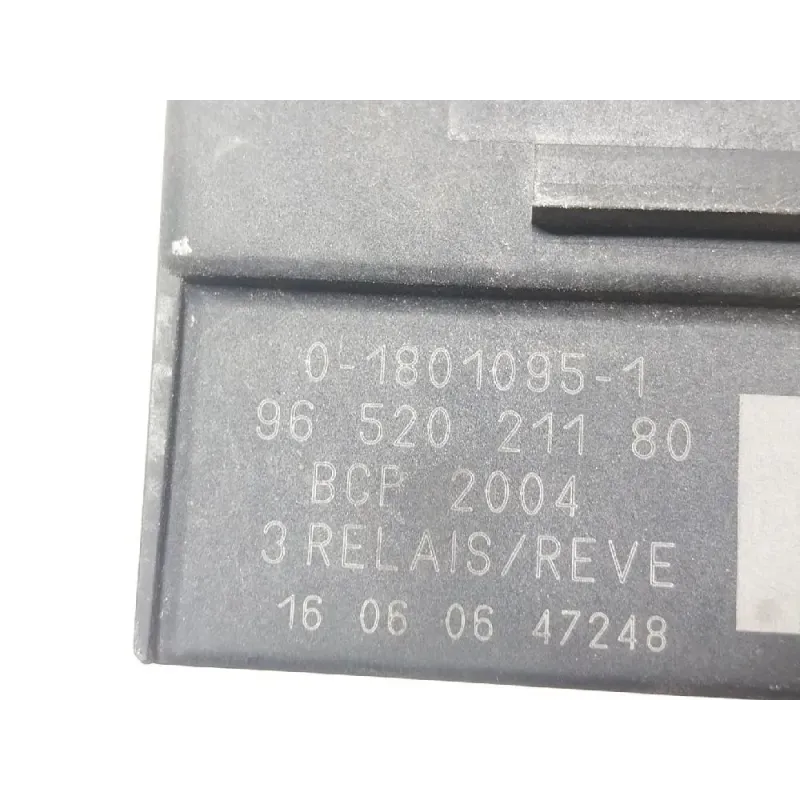 0-1801095-1
96 520 211 80
BCP 2004
3 RELAIS/REVE
16 06 06 47248